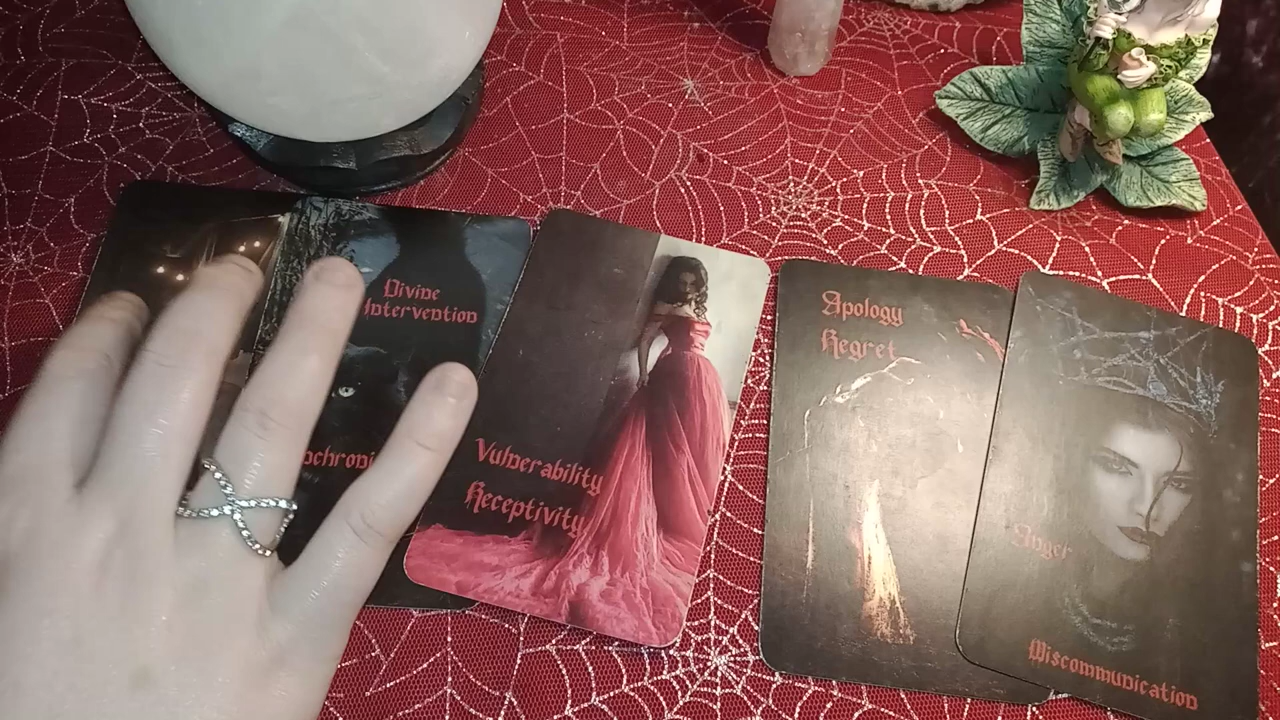 Divine
Intervention
Vulnerability
Receptivity
Apology
Regret
Anger
Miscommunication